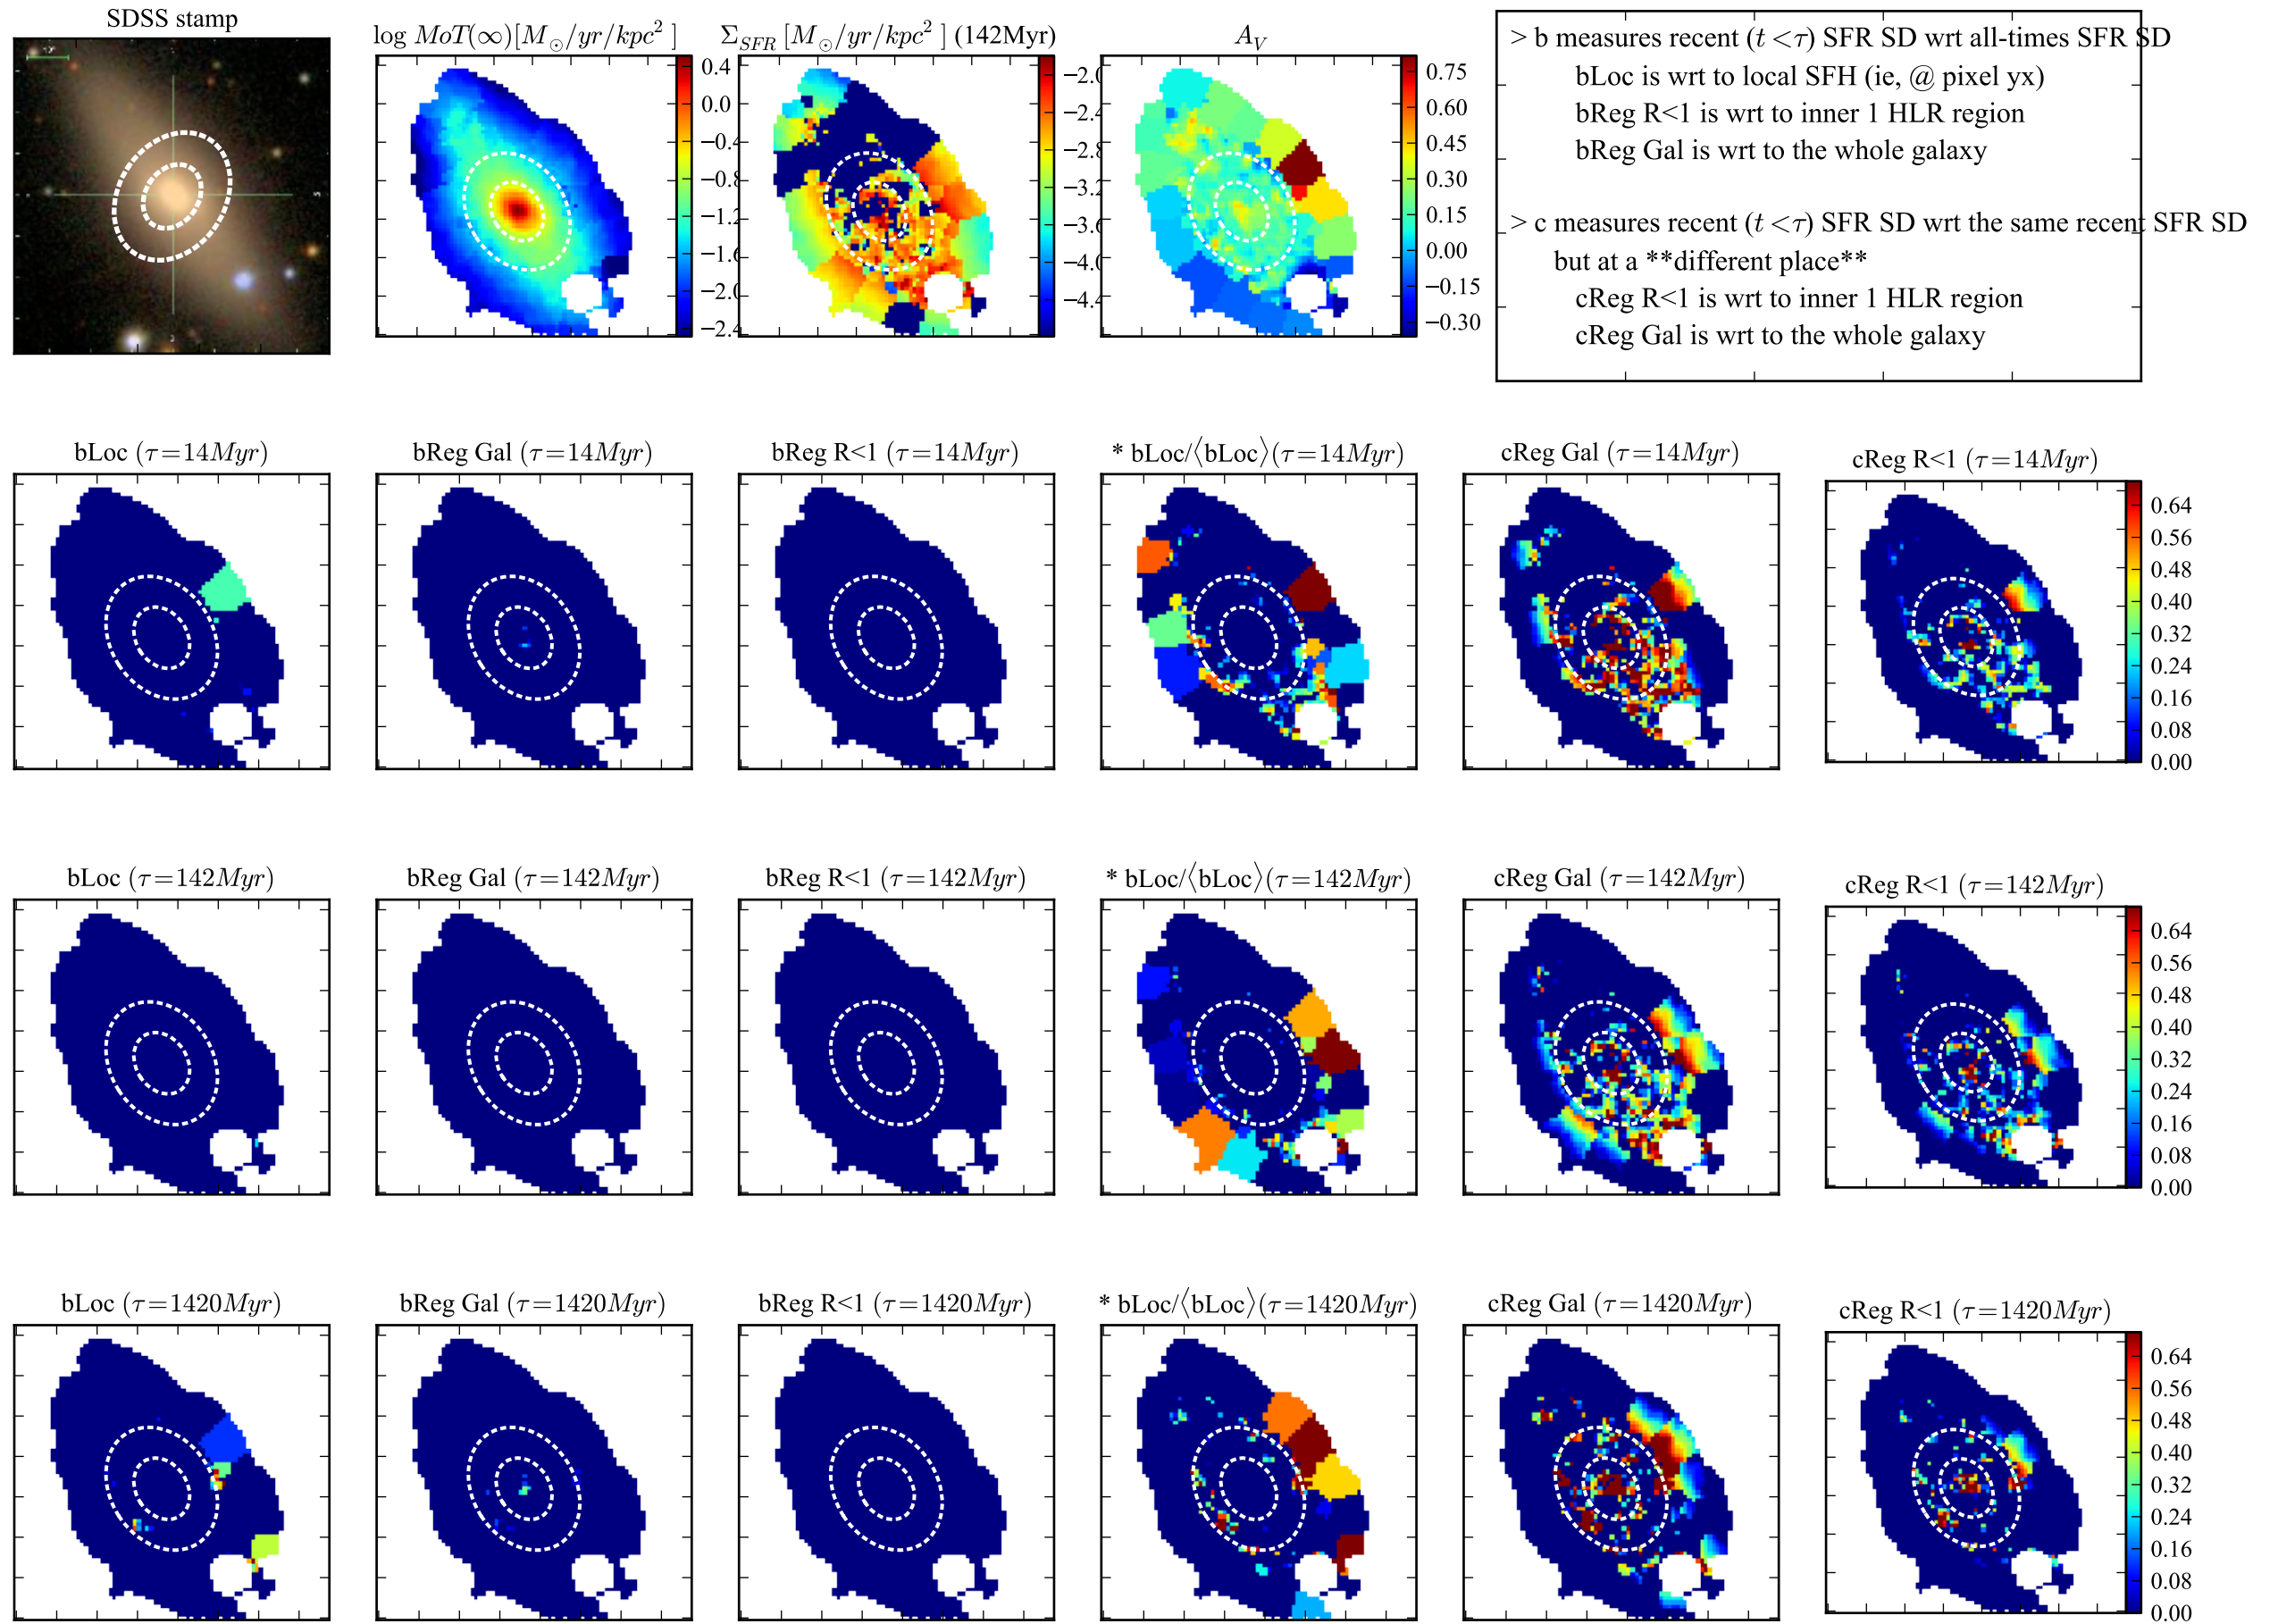 SDSS stamp
log MoT(∞)[M⊙/yr/kpc² ]
Σ_SFR [M⊙/yr/kpc² ] (142Myr)
A_V
0.4
0.0
−0.4
−0.8
−1.2
−1.6
−2.0
−2.4
−2.0
−2.4
−2.8
−3.2
−3.6
−4.0
−4.4
0.75
0.60
0.45
0.30
0.15
0.00
−0.15
−0.30
> b measures recent (t <τ) SFR SD wrt all-times SFR SD
bLoc is wrt to local SFH (ie, @ pixel yx)
bReg R<1 is wrt to inner 1 HLR region
bReg Gal is wrt to the whole galaxy
> c measures recent (t <τ) SFR SD wrt the same recent SFR SD
but at a **different place**
cReg R<1 is wrt to inner 1 HLR region
cReg Gal is wrt to the whole galaxy
bLoc (τ=14Myr)
bReg Gal (τ=14Myr)
bReg R<1 (τ=14Myr)
* bLoc/⟨bLoc⟩(τ=14Myr)
cReg Gal (τ=14Myr)
cReg R<1 (τ=14Myr)
0.64
0.56
0.48
0.40
0.32
0.24
0.16
0.08
0.00
bLoc (τ=142Myr)
bReg Gal (τ=142Myr)
bReg R<1 (τ=142Myr)
* bLoc/⟨bLoc⟩(τ=142Myr)
cReg Gal (τ=142Myr)
cReg R<1 (τ=142Myr)
0.64
0.56
0.48
0.40
0.32
0.24
0.16
0.08
0.00
bLoc (τ=1420Myr)
bReg Gal (τ=1420Myr)
bReg R<1 (τ=1420Myr)
* bLoc/⟨bLoc⟩(τ=1420Myr)
cReg Gal (τ=1420Myr)
cReg R<1 (τ=1420Myr)
0.64
0.56
0.48
0.40
0.32
0.24
0.16
0.08
0.00